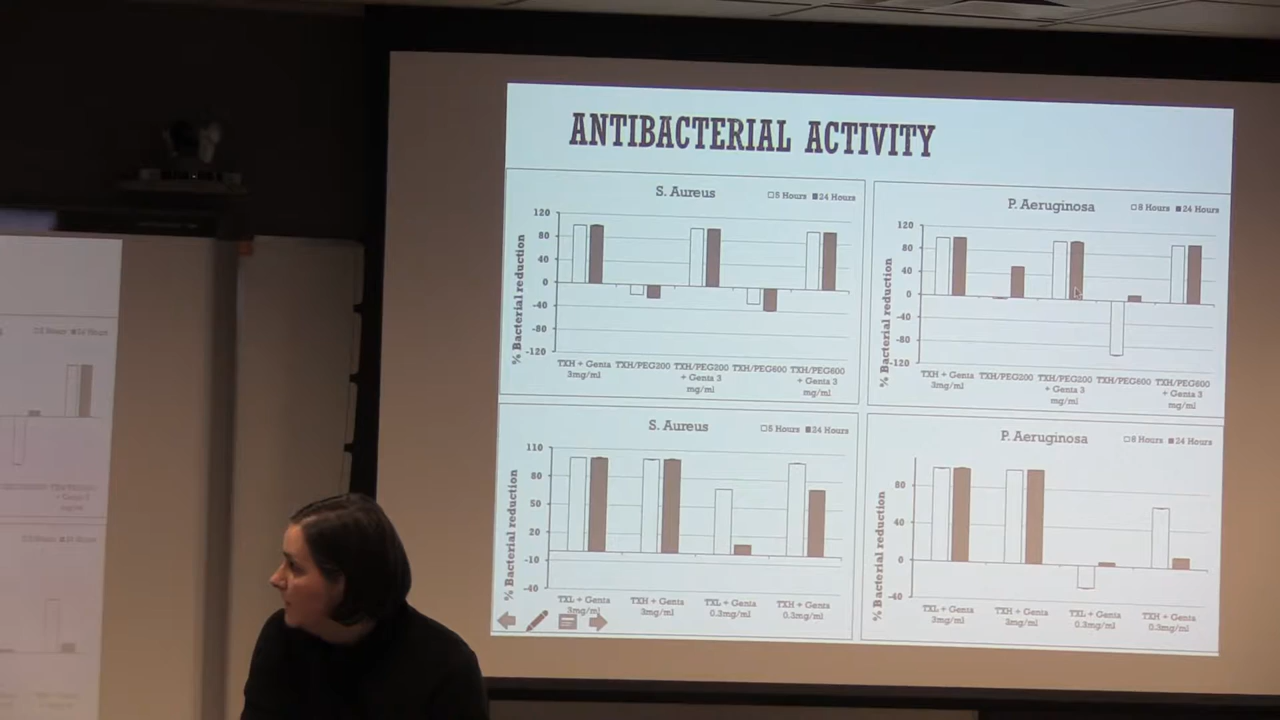 ANTIBACTERIAL ACTIVITY
S. Aureus
5 Hours 24 Hours
% Bacterial reduction
120
80
40
0
-40
-80
-120
TXH + Genta 3mg/ml
TXH/PEG200
TXH/PEG200 + Genta 3 mg/ml
TXH/PEG600
TXH/PEG600 + Genta 3 mg/ml
P. Aeruginosa
8 Hours 24 Hours
% Bacterial reduction
120
80
40
0
-40
-80
-120
TXH + Genta 3mg/ml
TXH/PEG200
TXH/PEG200 + Genta 3 mg/ml
TXH/PEG600
TXH/PEG600 + Genta 3 mg/ml
S. Aureus
5 Hours 24 Hours
% Bacterial reduction
110
80
50
20
-10
-40
TXL + Genta 3mg/ml
TXH + Genta 3mg/ml
TXL + Genta 0.3mg/ml
TXH + Genta 0.3mg/ml
P. Aeruginosa
8 Hours 24 Hours
% Bacterial reduction
80
40
0
-40
TXL + Genta 3mg/ml
TXH + Genta 3mg/ml
TXL + Genta 0.3mg/ml
TXH + Genta 0.3mg/ml